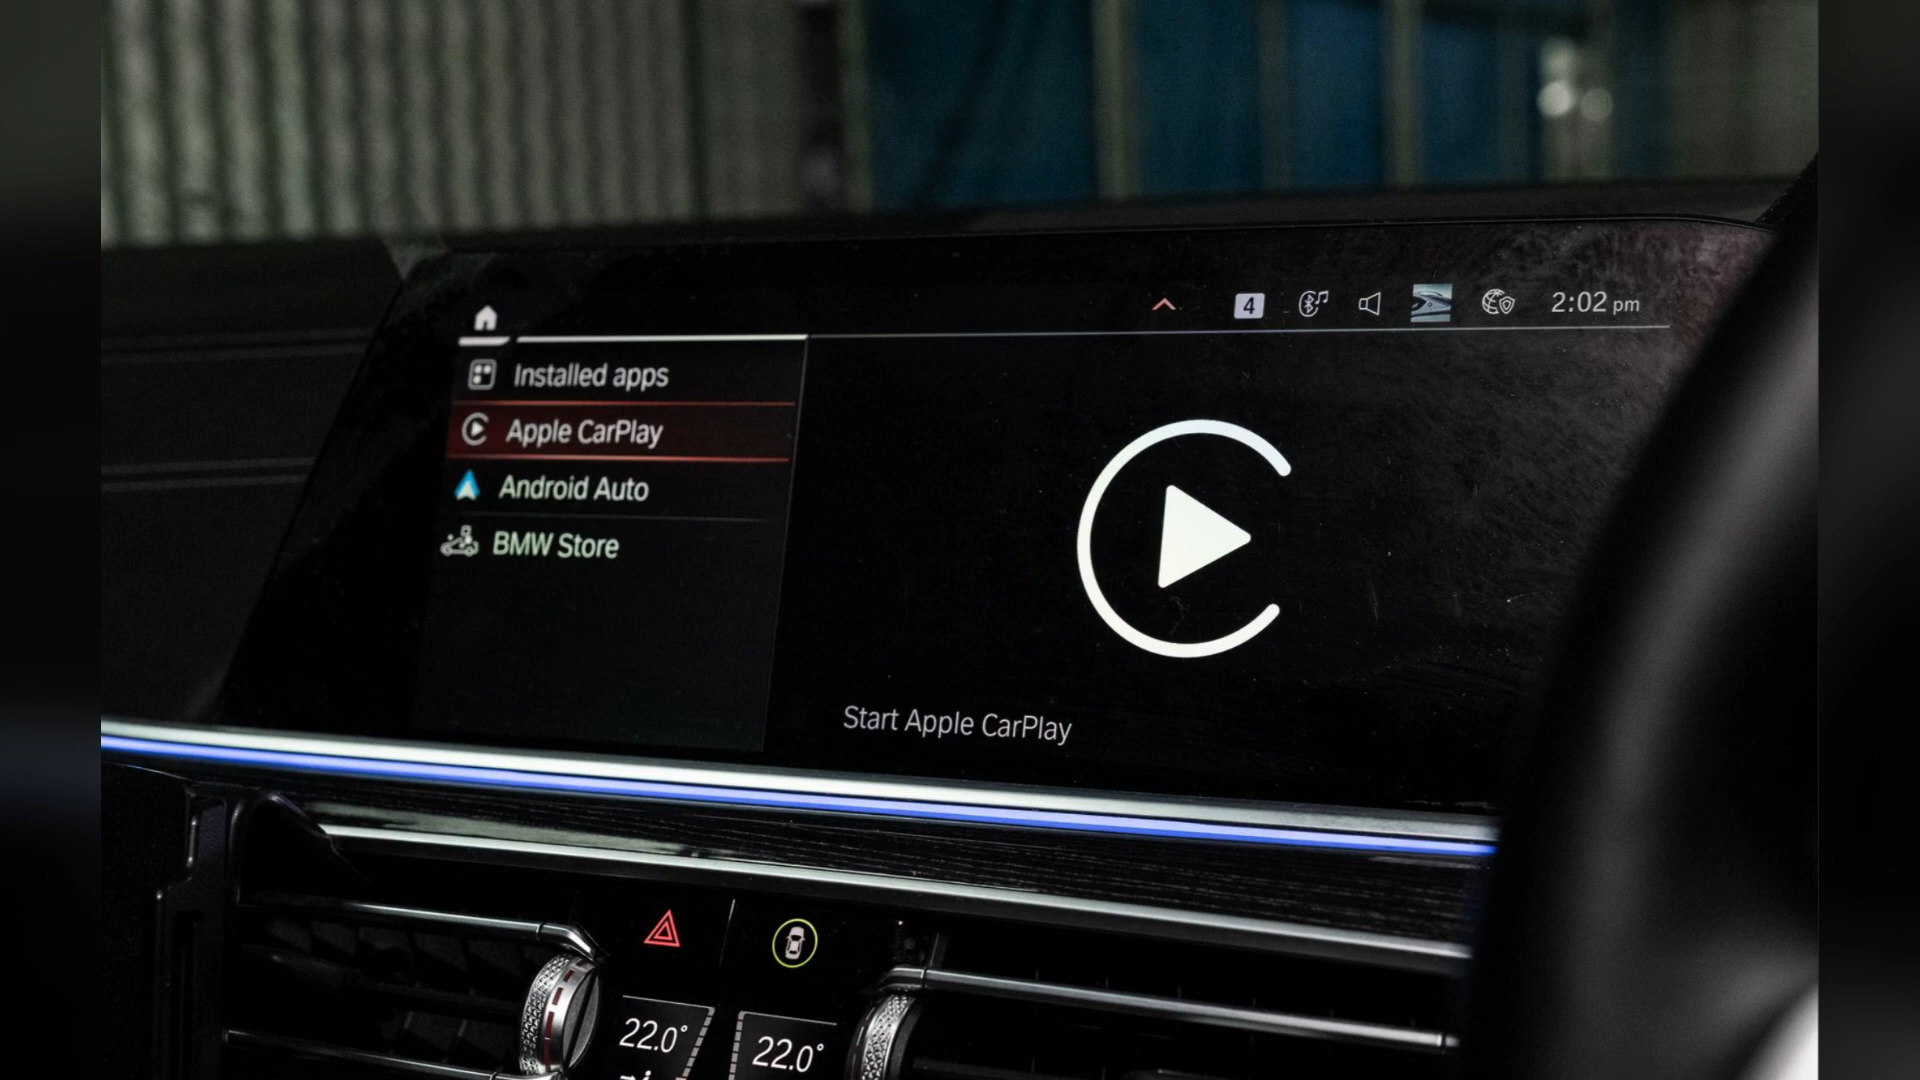 4
2:02 pm
Installed apps
Apple CarPlay
Android Auto
BMW Store
Start Apple CarPlay
22.0°
22.0°